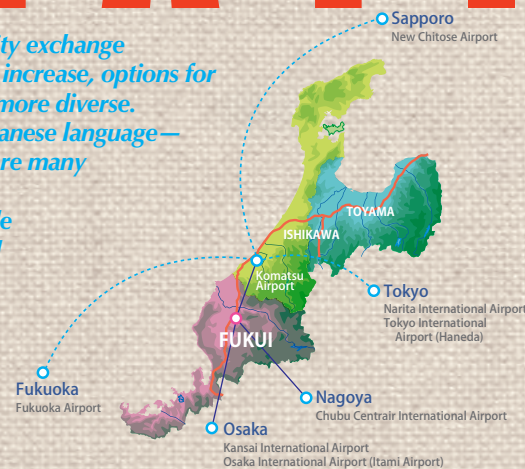 ty exchange
increase, options for
more diverse.
anese language—
re many
Sapporo
New Chitose Airport
TOYAMA
ISHIKAWA
Komatsu
Airport
Tokyo
Narita International Airport
Tokyo International
Airport (Haneda)
FUKUI
Fukuoka
Fukuoka Airport
Nagoya
Chubu Centrair International Airport
Osaka
Kansai International Airport
Osaka International Airport (Itami Airport)